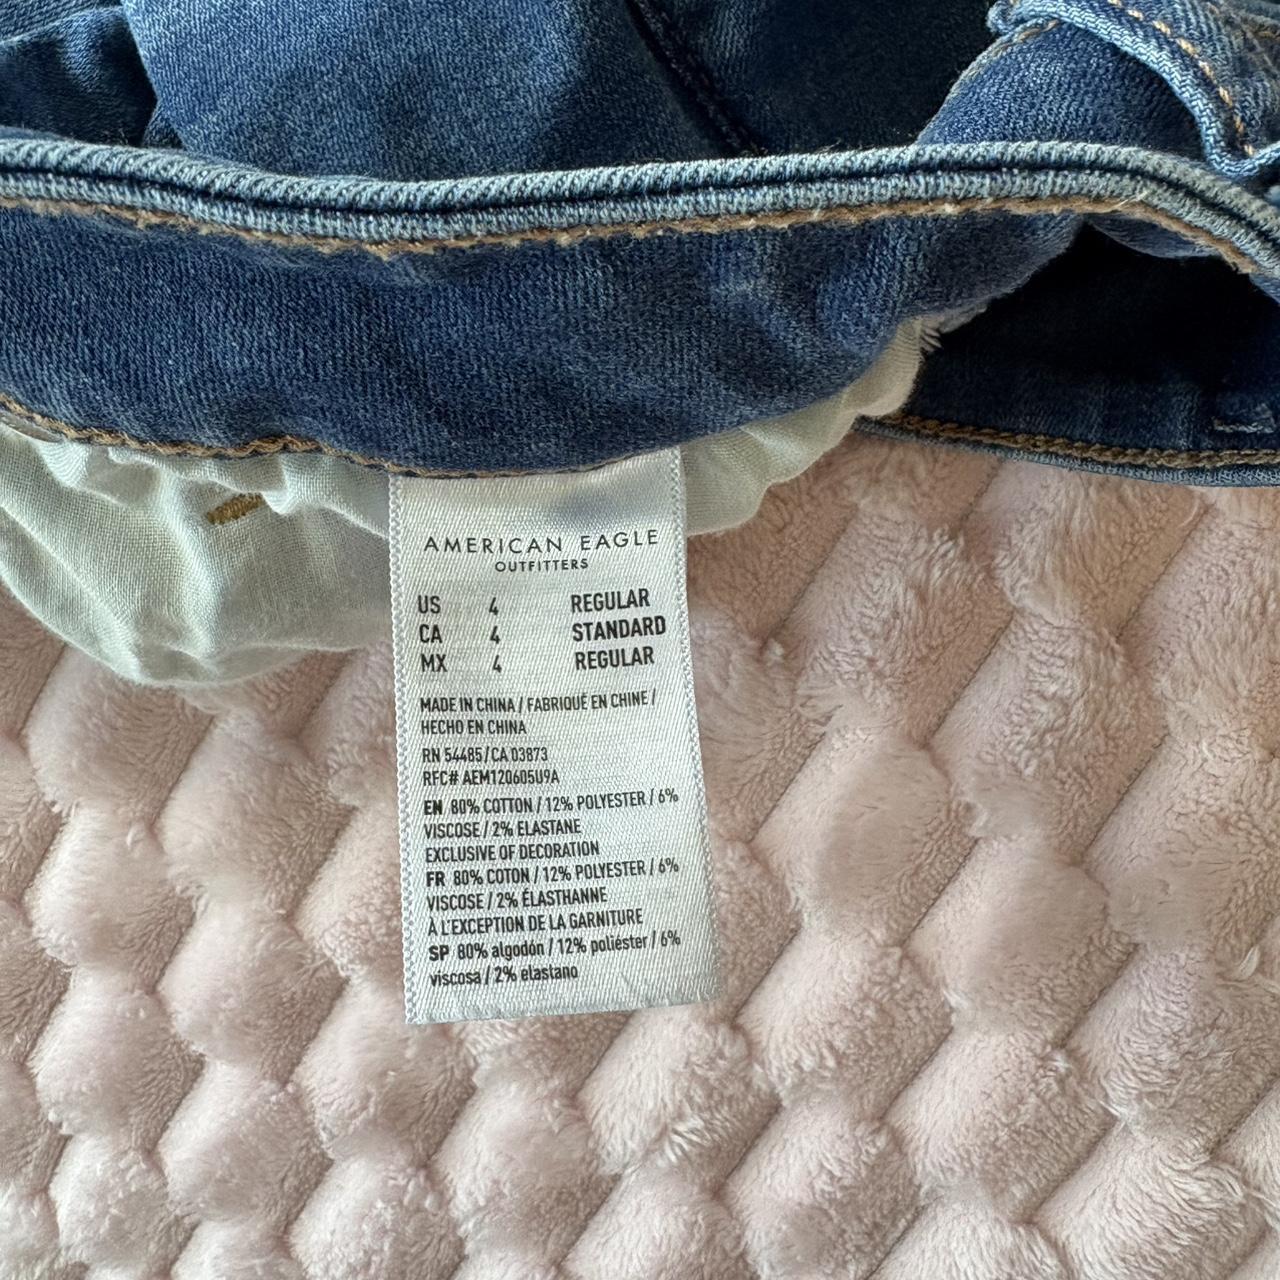 AMERICAN EAGLE
OUTFITTERS
US 4 REGULAR
CA 4 STANDARD
MX 4 REGULAR
MADE IN CHINA / FABRIQUÉ EN CHINE /
HECHO EN CHINA
RN 54485/CA 03873
RFC# AEM120605U9A
EN 80% COTTON / 12% POLYESTER / 6%
VISCOSE / 2% ELASTANE
EXCLUSIVE OF DECORATION
FR 80% COTON / 12% POLYESTER / 6%
VISCOSE / 2% ÉLASTHANNE
À L'EXCEPTION DE LA GARNITURE
SP 80% algodón / 12% poliéster / 6%
viscosa / 2% elastano